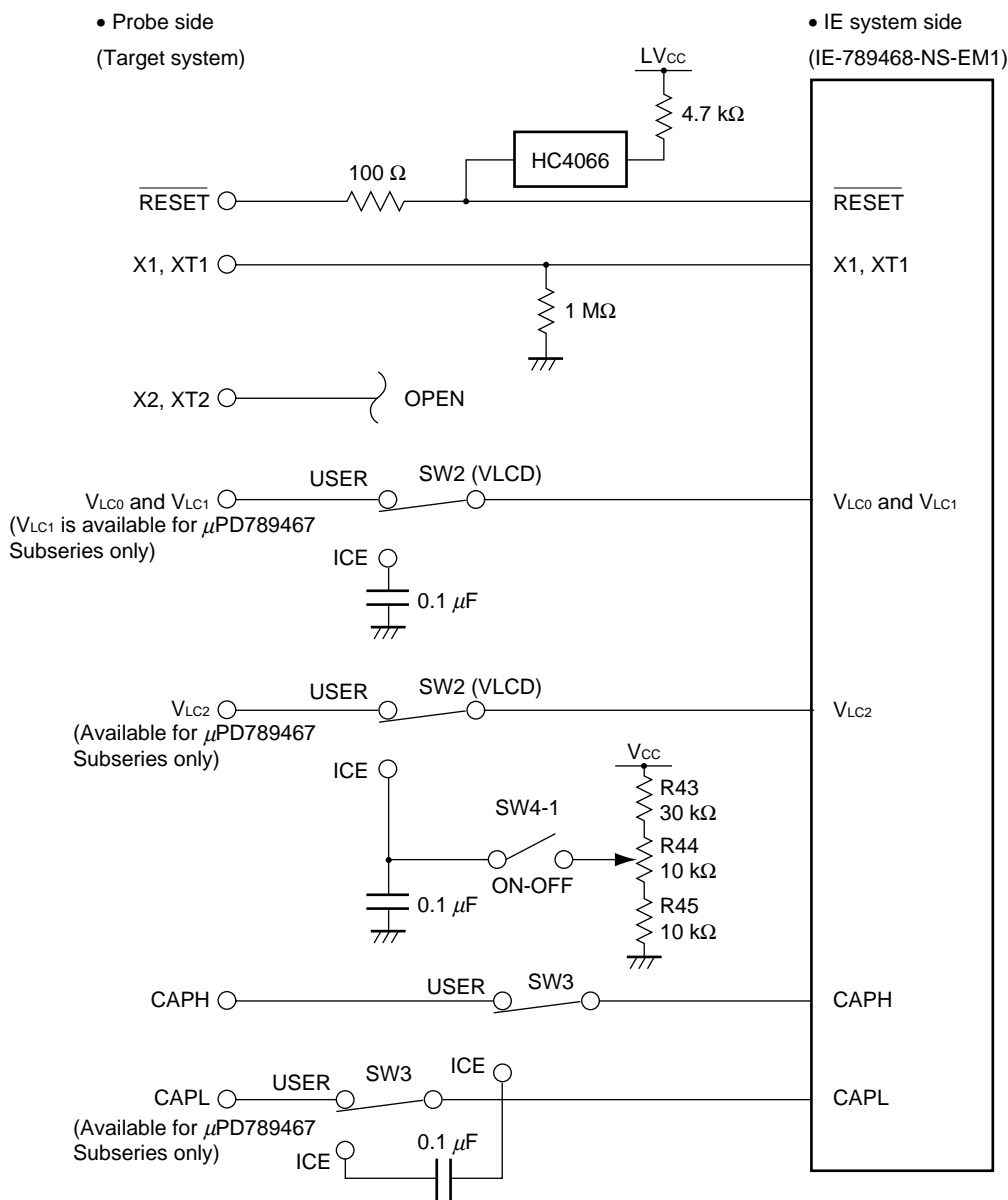 • Probe side
(Target system)
• IE system side
(IE-789468-NS-EM1)
LVCC
4.7 kΩ
HC4066
100 Ω
RESET
RESET
X1, XT1
X1, XT1
1 MΩ
X2, XT2
OPEN
USER
SW2 (VLCD)
VLC0 and VLC1
(VLC1 is available for μPD789467
Subseries only)
VLC0 and VLC1
ICE
0.1 μF
USER
SW2 (VLCD)
VLC2
(Available for μPD789467
Subseries only)
VLC2
ICE
VCC
R43
30 kΩ
SW4-1
R44
10 kΩ
ON-OFF
0.1 μF
R45
10 kΩ
CAPH
USER
SW3
CAPH
ICE
USER
SW3
CAPL
(Available for μPD789467
Subseries only)
CAPL
0.1 μF
ICE